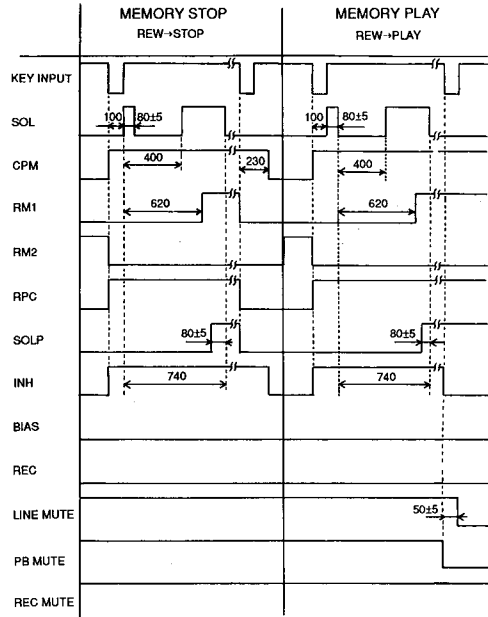 MEMORY STOP
REW→STOP
MEMORY PLAY
REW→PLAY
KEY INPUT
SOL
100
80±5
100
80±5
CPM
400
230
400
RM1
620
620
RM2
RPC
SOLP
80±5
80±5
INH
740
740
BIAS
REC
LINE MUTE
50±5
PB MUTE
REC MUTE